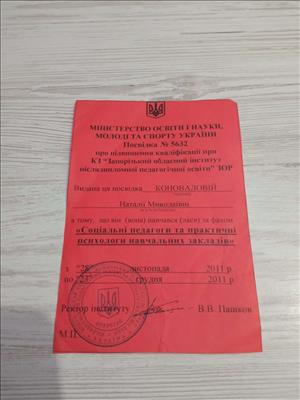 МІНІСТЕРСТВО ОСВІТИ І НАУКИ,
МОЛОДІ ТА СПОРТУ УКРАЇНИ
Посвідка № 5632
про підвищення кваліфікації при
КЗ "Запорізький обласний інститут
післядипломної педагогічної освіти" ЗОР
Видана ця посвідка КОНОВАЛОВІЙ
Наталії Миколаївні
в тому, що він (вона) навчався (лася) за фахом
«Соціальні педагоги та практичні
психологи навчальних закладів»
з "28" листопада 2011 р
по грудня 2011 р
Ректор інституту В.В. Пашков
М.П.